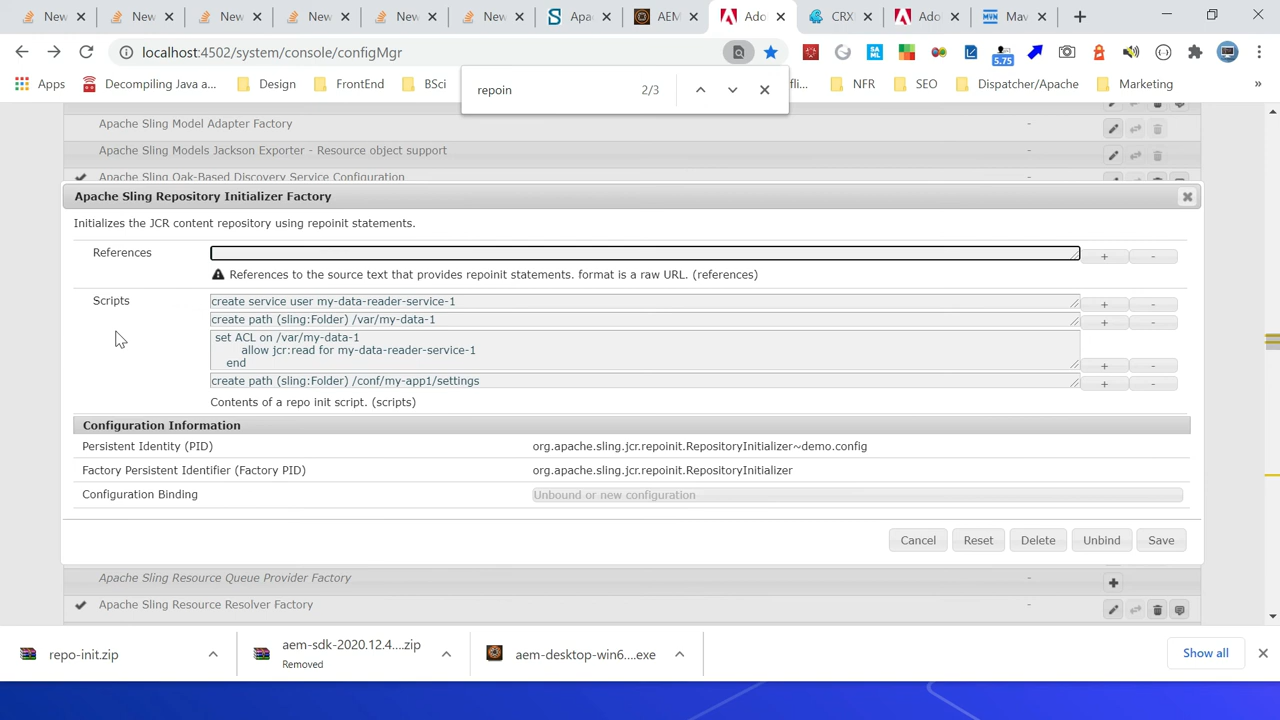 New
New
New
New
New
New
Apa
AEM
Ado
CRX
Ado
Mav
localhost:4502/system/console/configMgr
5.75
Apps
Decompiling Java a...
Design
FrontEnd
BSci
fli...
NFR
SEO
Dispatcher/Apache
Marketing
»
repoin
2/3
Apache Sling Model Adapter Factory
-
Apache Sling Models Jackson Exporter - Resource object support
-
Apache Sling Oak-Based Discovery Service Configuration
Apache Sling Repository Initializer Factory
Initializes the JCR content repository using repoinit statements.
References
+ -
References to the source text that provides repoinit statements. format is a raw URL. (references)
Scripts
create service user my-data-reader-service-1
+ -
create path (sling:Folder) /var/my-data-1
+ -
set ACL on /var/my-data-1
allow jcr:read for my-data-reader-service-1
end
+ -
create path (sling:Folder) /conf/my-app1/settings
+ -
Contents of a repo init script. (scripts)
Configuration Information
Persistent Identity (PID) org.apache.sling.jcr.repoinit.RepositoryInitializer~demo.config
Factory Persistent Identifier (Factory PID) org.apache.sling.jcr.repoinit.RepositoryInitializer
Configuration Binding Unbound or new configuration
Cancel Reset Delete Unbind Save
Apache Sling Resource Queue Provider Factory
-
Apache Sling Resource Resolver Factory
-
repo-init.zip
aem-sdk-2020.12.4....zip
Removed
aem-desktop-win6....exe
Show all